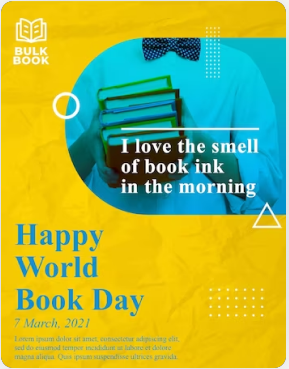 BULK
BOOK
I love the smell
of book ink
in the morning
Happy
World
Book Day
7 March, 2021
Lorem ipsum dolor sit amet, consectetur adipiscing elit,
sed do eiusmod tempor incididunt ut labore et dolore
magna aliqua. Quis ipsum suspendisse ultrices gravida.